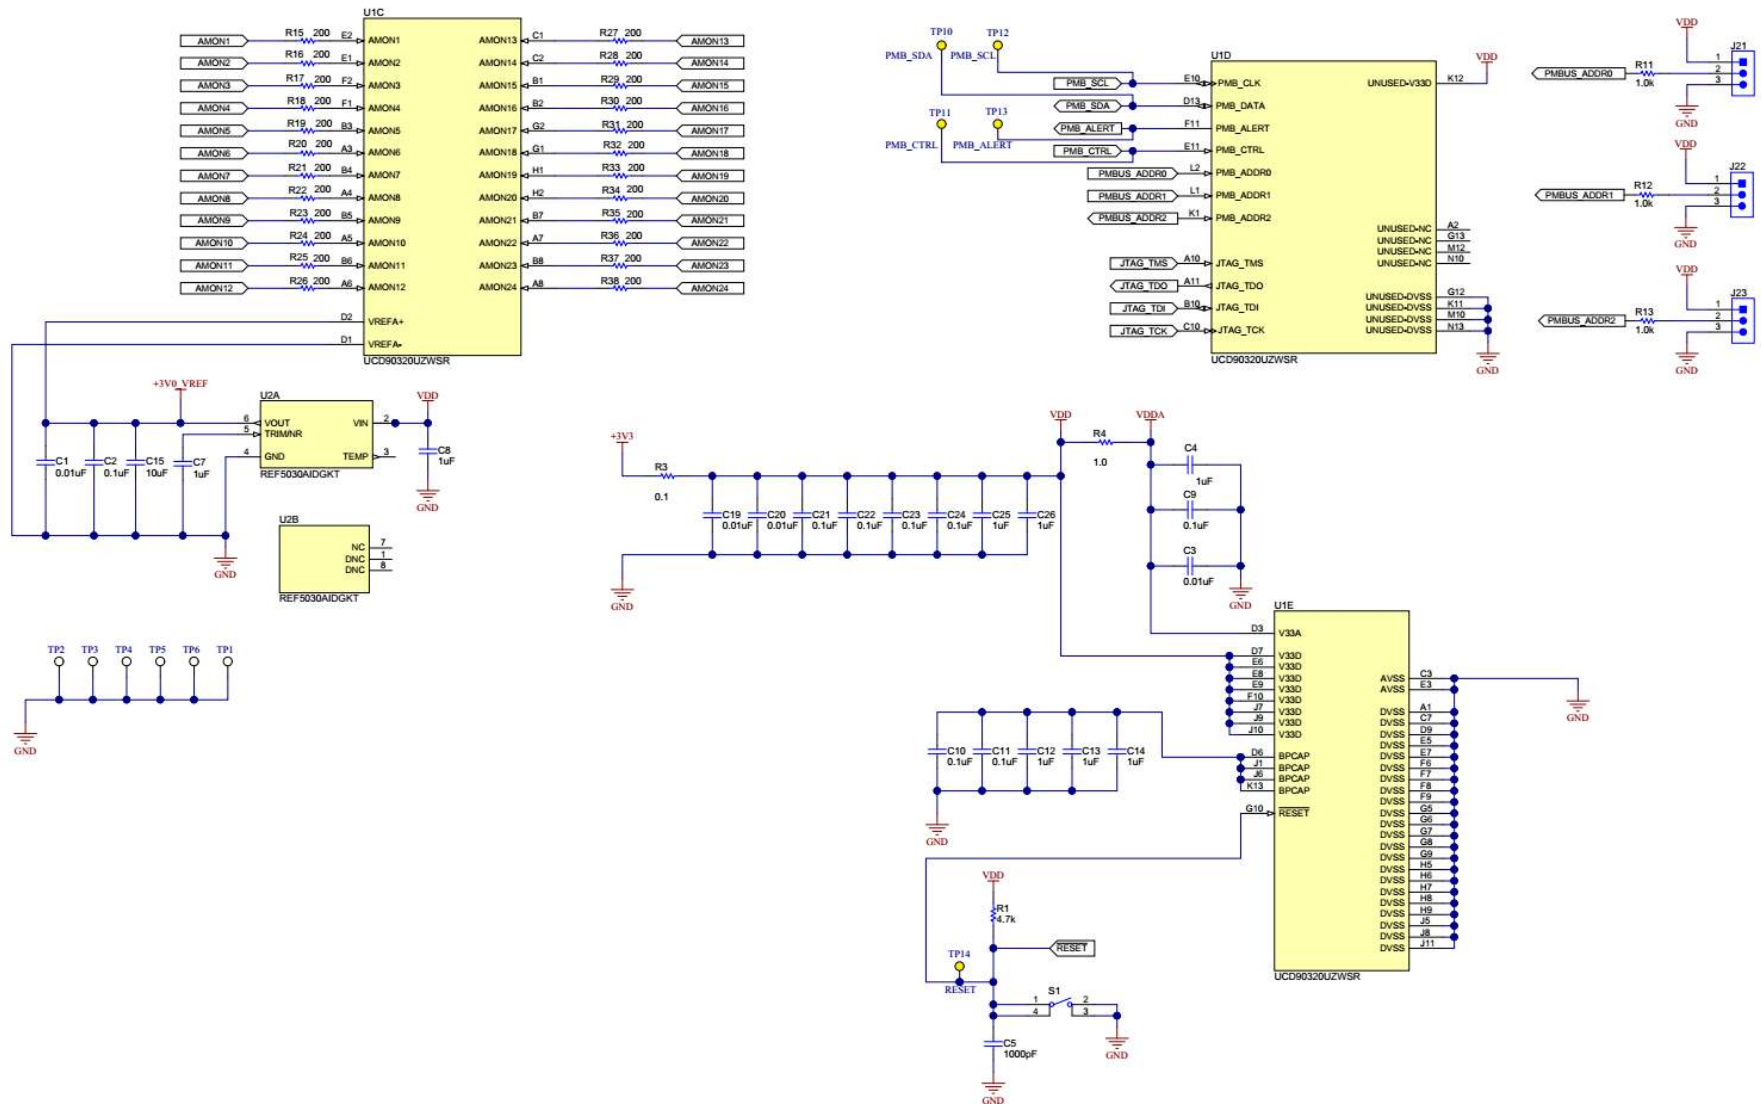 U1C
AMON1 R15 200 E2 AMON1 AMON13 C1 R27 200 AMON13
AMON2 R16 200 E1 AMON2 AMON14 C2 R28 200 AMON14
AMON3 R17 200 F2 AMON3 AMON15 B1 R29 200 AMON15
AMON4 R18 200 F1 AMON4 AMON16 B2 R30 200 AMON16
AMON5 R19 200 B3 AMON5 AMON17 G2 R31 200 AMON17
AMON6 R20 200 A3 AMON6 AMON18 G1 R32 200 AMON18
AMON7 R21 200 B4 AMON7 AMON19 H1 R33 200 AMON19
AMON8 R22 200 A4 AMON8 AMON20 H2 R34 200 AMON20
AMON9 R23 200 B5 AMON9 AMON21 B7 R35 200 AMON21
AMON10 R24 200 A5 AMON10 AMON22 A7 R36 200 AMON22
AMON11 R25 200 B6 AMON11 AMON23 B8 R37 200 AMON23
AMON12 R26 200 A6 AMON12 AMON24 A8 R38 200 AMON24
D2 VREFA+
D1 VREFA-
UCD90320UZWSR
TP10 TP12
PMB_SDA PMB_SCL
TP11 TP13
PMB_CTRL PMB_ALERT
U1D
PMB_SCL E10 PMB_CLK UNUSED-V33D K12 VDD
PMB_SDA D13 PMB_DATA
PMB_ALERT F11 PMB_ALERT
PMB_CTRL E11 PMB_CTRL
PMBUS_ADDR0 L2 PMB_ADDR0
PMBUS_ADDR1 L1 PMB_ADDR1
PMBUS_ADDR2 K1 PMB_ADDR2
UNUSED-NC A2
UNUSED-NC G13
UNUSED-NC M12
UNUSED-NC N10
JTAG_TMS A10 JTAG_TMS
JTAG_TDO A11 JTAG_TDO
JTAG_TDI B10 JTAG_TDI
JTAG_TCK C10 JTAG_TCK
UNUSED-DVSS G12
UNUSED-DVSS K11
UNUSED-DVSS M10
UNUSED-DVSS N13
GND
UCD90320UZWSR
VDD
J21
PMBUS_ADDR0 R11 1.0k
1
2
3
GND
VDD
J22
PMBUS_ADDR1 R12 1.0k
1
2
3
GND
VDD
J23
PMBUS_ADDR2 R13 1.0k
1
2
3
GND
+3V0_VREF
U2A
VDD
6 VOUT VIN 2
5 TRIM/NR
4 GND TEMP 3
REF5030AIDGKT
C1 0.01uF
C2 0.1uF
C15 10uF
C7 1uF
C8 1uF
GND
GND
U2B
NC 7
DNC 1
DNC 8
REF5030AIDGKT
TP2 TP3 TP4 TP5 TP6 TP1
GND
+3V3
R3
0.1
VDD
R4
1.0
VDDA
C19 0.01uF
C20 0.01uF
C21 0.1uF
C22 0.1uF
C23 0.1uF
C24 0.1uF
C25 1uF
C26 1uF
GND
C4
1uF
C9
0.1uF
C3
0.01uF
GND
U1E
D3 V33A
D7 V33D
E6 V33D
E8 V33D
E9 V33D
F10 V33D
J7 V33D
J9 V33D
J10 V33D
D6 BPCAP
J1 BPCAP
J6 BPCAP
K13 BPCAP
G10 RESET
AVSS C3
AVSS E3
DVSS A1
DVSS C7
DVSS D9
DVSS E5
DVSS E7
DVSS F6
DVSS F7
DVSS F8
DVSS F9
DVSS G5
DVSS G6
DVSS G7
DVSS G8
DVSS G9
DVSS H5
DVSS H6
DVSS H7
DVSS H8
DVSS H9
DVSS J5
DVSS J8
DVSS J11
GND
UCD90320UZWSR
C10 0.1uF
C11 0.1uF
C12 1uF
C13 1uF
C14 1uF
GND
VDD
R1
4.7k
RESET
TP14
RESET
S1
1 2
4 3
GND
C5
1000pF
GND